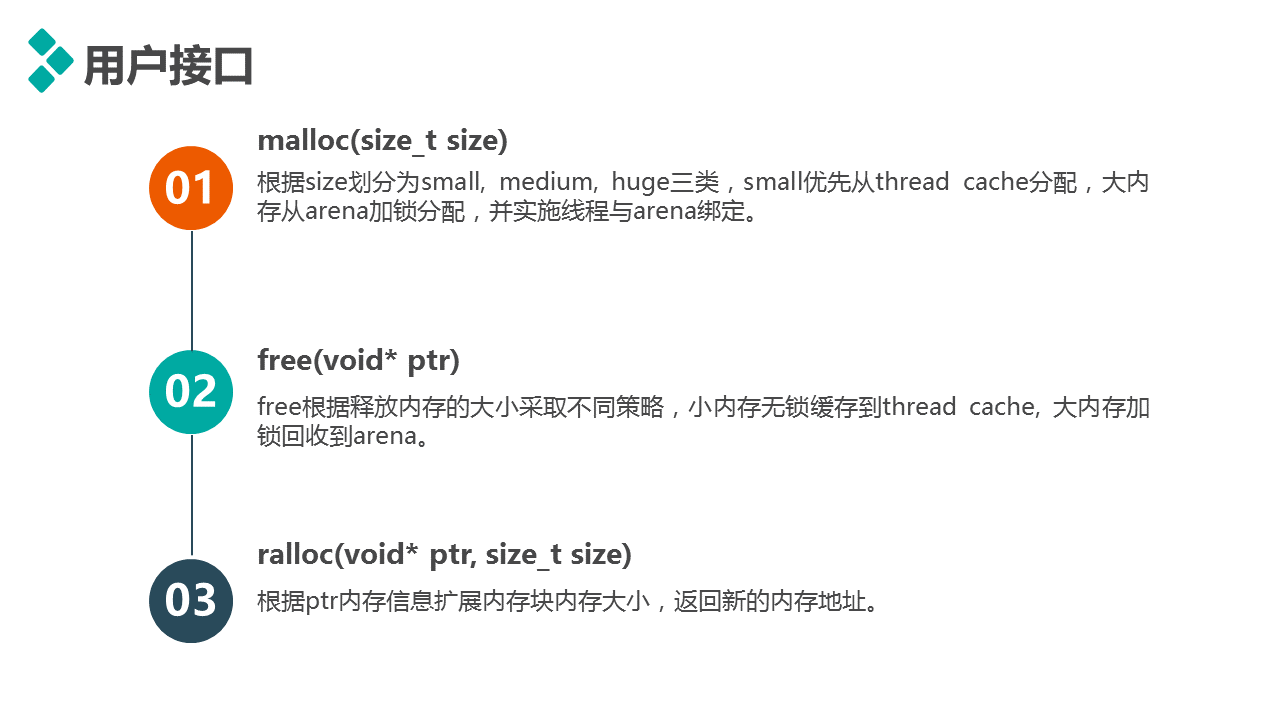 用户接口
01
malloc(size_t size)
根据size划分为small, medium, huge三类，small优先从thread cache分配，大内
存从arena加锁分配，并实施线程与arena绑定。
02
free(void* ptr)
free根据释放内存的大小采取不同策略，小内存无锁缓存到thread cache, 大内存加
锁回收到arena。
03
ralloc(void* ptr, size_t size)
根据ptr内存信息扩展内存块内存大小，返回新的内存地址。